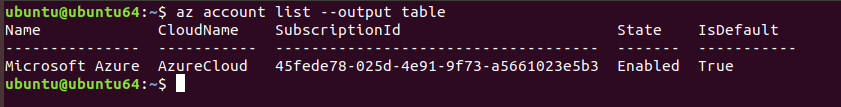 ubuntu@ubuntu64:~$ az account list --output table
Name             CloudName    SubscriptionId                        State    IsDefault
---------------  -----------  ------------------------------------  -------  -----------
Microsoft Azure  AzureCloud   45fede78-025d-4e91-9f73-a5661023e5b3  Enabled  True
ubuntu@ubuntu64:~$